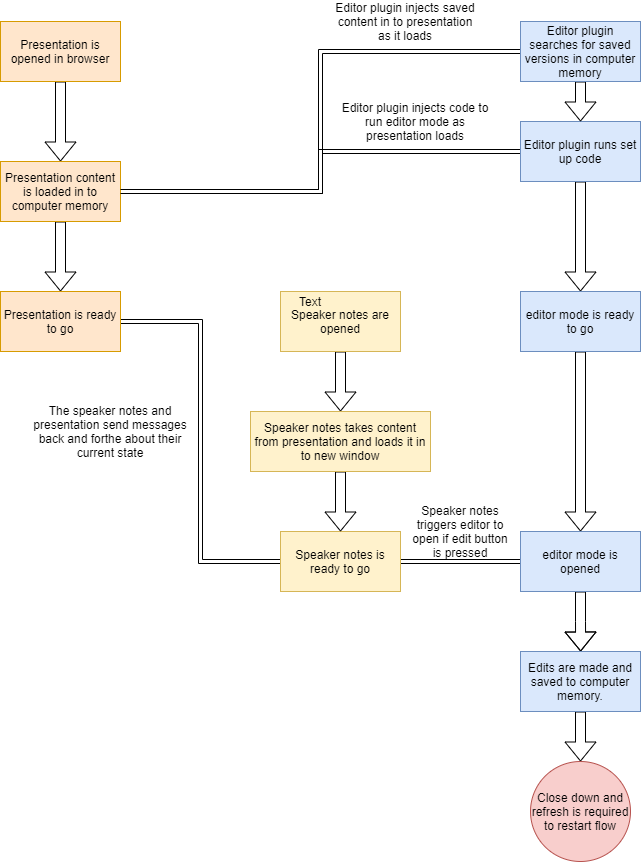 Editor plugin injects saved
content in to presentation
as it loads
Presentation is
opened in browser
Editor plugin
searches for saved
versions in computer
memory
Editor plugin injects code to
run editor mode as
presentation loads
Editor plugin runs set
up code
Presentation content
is loaded in to
computer memory
Presentation is ready
to go
Text
Speaker notes are
opened
editor mode is ready
to go
The speaker notes and
presentation send messages
back and forthe about their
current state
Speaker notes takes content
from presentation and loads it in
to new window
Speaker notes
triggers editor to
open if edit button
is pressed
Speaker notes is
ready to go
editor mode is
opened
Edits are made and
saved to computer
memory.
Close down and
refresh is required
to restart flow